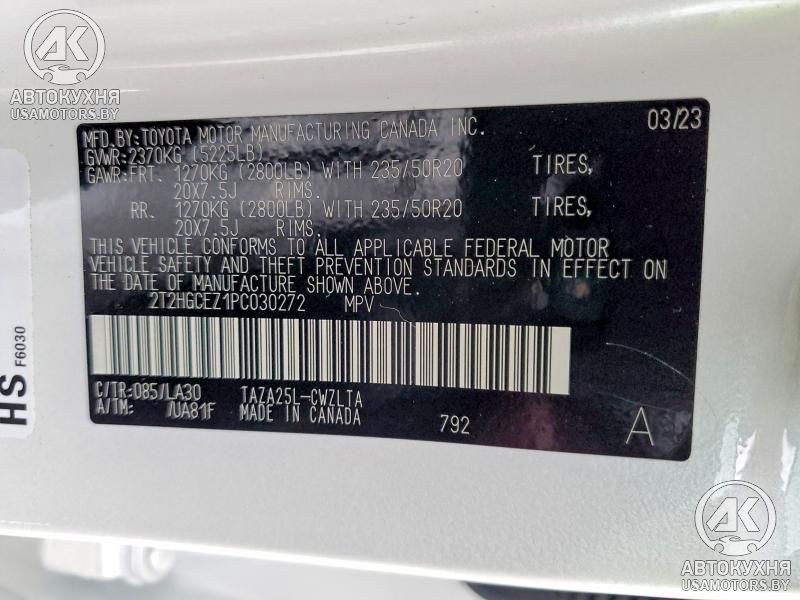 АК
АВТОКУХНЯ
USAMOTORS.BY
MFD.BY:TOYOTA MOTOR MANUFACTURING CANADA INC. 03/23
GVWR:2370KG (5225LB)
GAWR:FRT. 1270KG (2800LB) WITH 235/50R20 TIRES,
20X7.5J RIMS.
RR. 1270KG (2800LB) WITH 235/50R20 TIRES,
20X7.5J RIMS.
THIS VEHICLE CONFORMS TO ALL APPLICABLE FEDERAL MOTOR
VEHICLE SAFETY AND THEFT PREVENTION STANDARDS IN EFFECT ON
THE DATE OF MANUFACTURE SHOWN ABOVE.
2T2HGCEZ1PC030272 MPV
C/TR:085/LA30 TAZA25L-CWZLTA
A/TM: /UA81F MADE IN CANADA
792 A
HS F6030
АК
АВТОКУХНЯ
USAMOTORS.BY